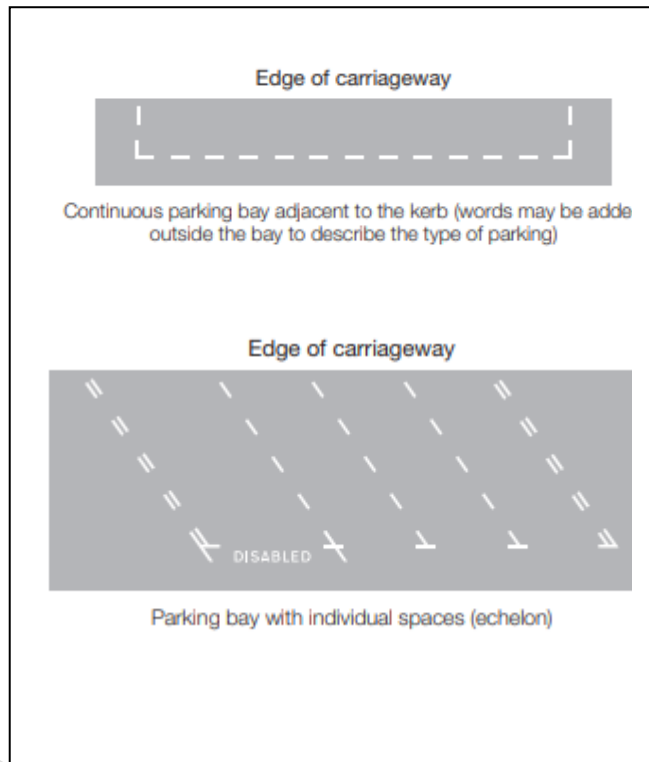 Edge of carriageway
Continuous parking bay adjacent to the kerb (words may be adde
outside the bay to describe the type of parking)
Edge of carriageway
DISABLED
Parking bay with individual spaces (echelon)